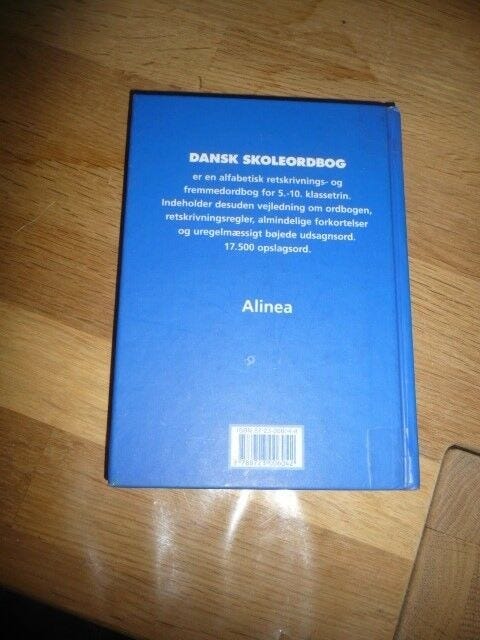 DANSK SKOLEORDBOG
er en alfabetisk retskrivnings- og
fremmedordbog for 5.-10. klassetrin.
Indeholder desuden vejledning om ordbogen,
retskrivningsregler, almindelige forkortelser
og uregelmæssigt bøjede udsagnsord.
17.500 opslagsord.
Alinea